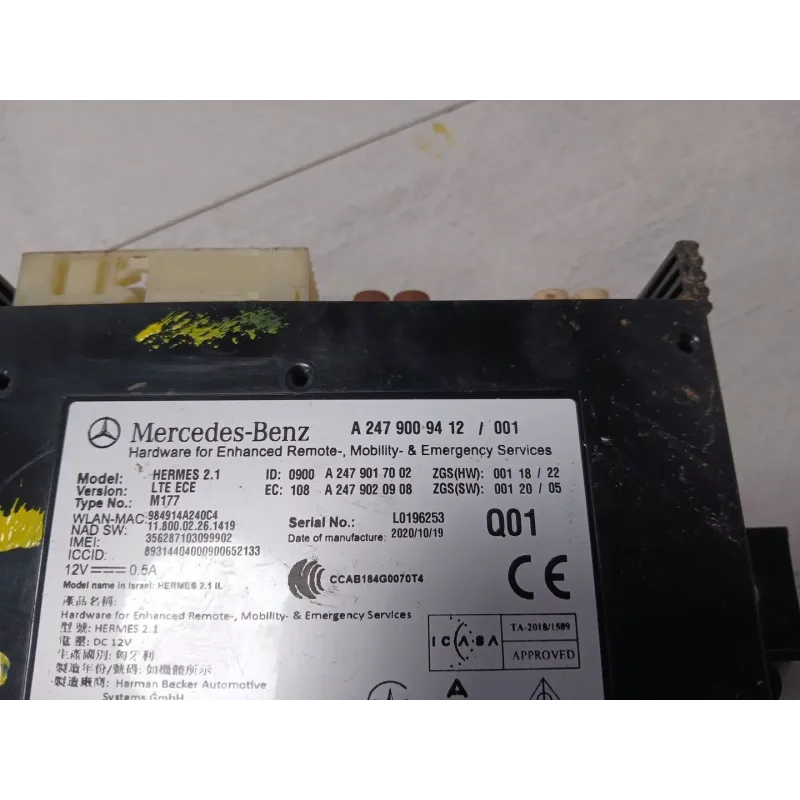 Mercedes-Benz A 247 900 9412 / 001
Hardware for Enhanced Remote-, Mobility- & Emergency Services
Model: HERMES 2.1 ID: 0900 A 247 901 70 02 ZGS(HW): 001 18 / 22
Version: LTE ECE EC: 108 A 247 902 09 08 ZGS(SW): 001 20 / 05
Type No.: M177
WLAN-MAC: 984914A240C4
NAD SW: 11.800.02.26.1419
IMEI: 356287103099902
ICCID: 89314404000900652133
Serial No.: L0196253
Date of manufacture: 2020/10/19
Q01
12V 0.5A
Model name in Israel: HERMES 2.1 IL
CCAB184G0070T4
CE
產品名稱:
Hardware for Enhanced Remote-, Mobility- & Emergency Services
型號: HERMES 2.1
電壓: DC 12V
生產國別: 匈牙利
製造年份/號碼: 如機體所示
製造廠商: Harman Becker Automotive
Systems GmbH
ICASA
TA-2018/1589
APPROVED
A